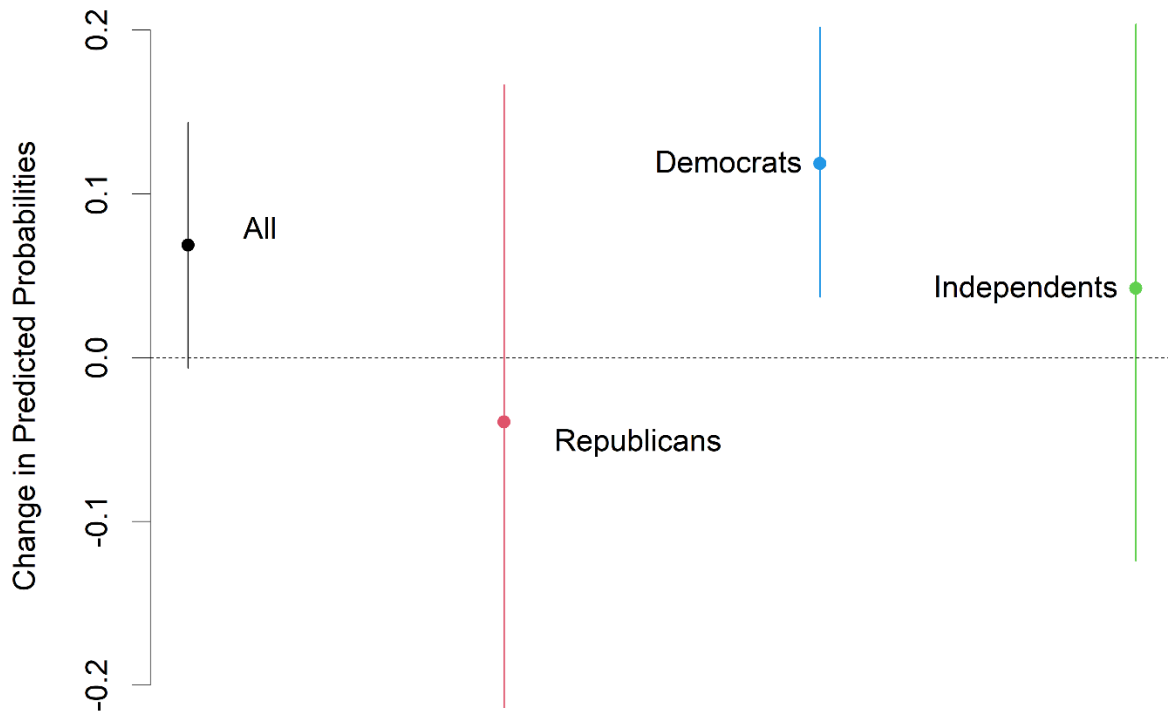 Change in Predicted Probabilities
0.2
0.1
0.0
-0.1
-0.2
All
Republicans
Democrats
Independents